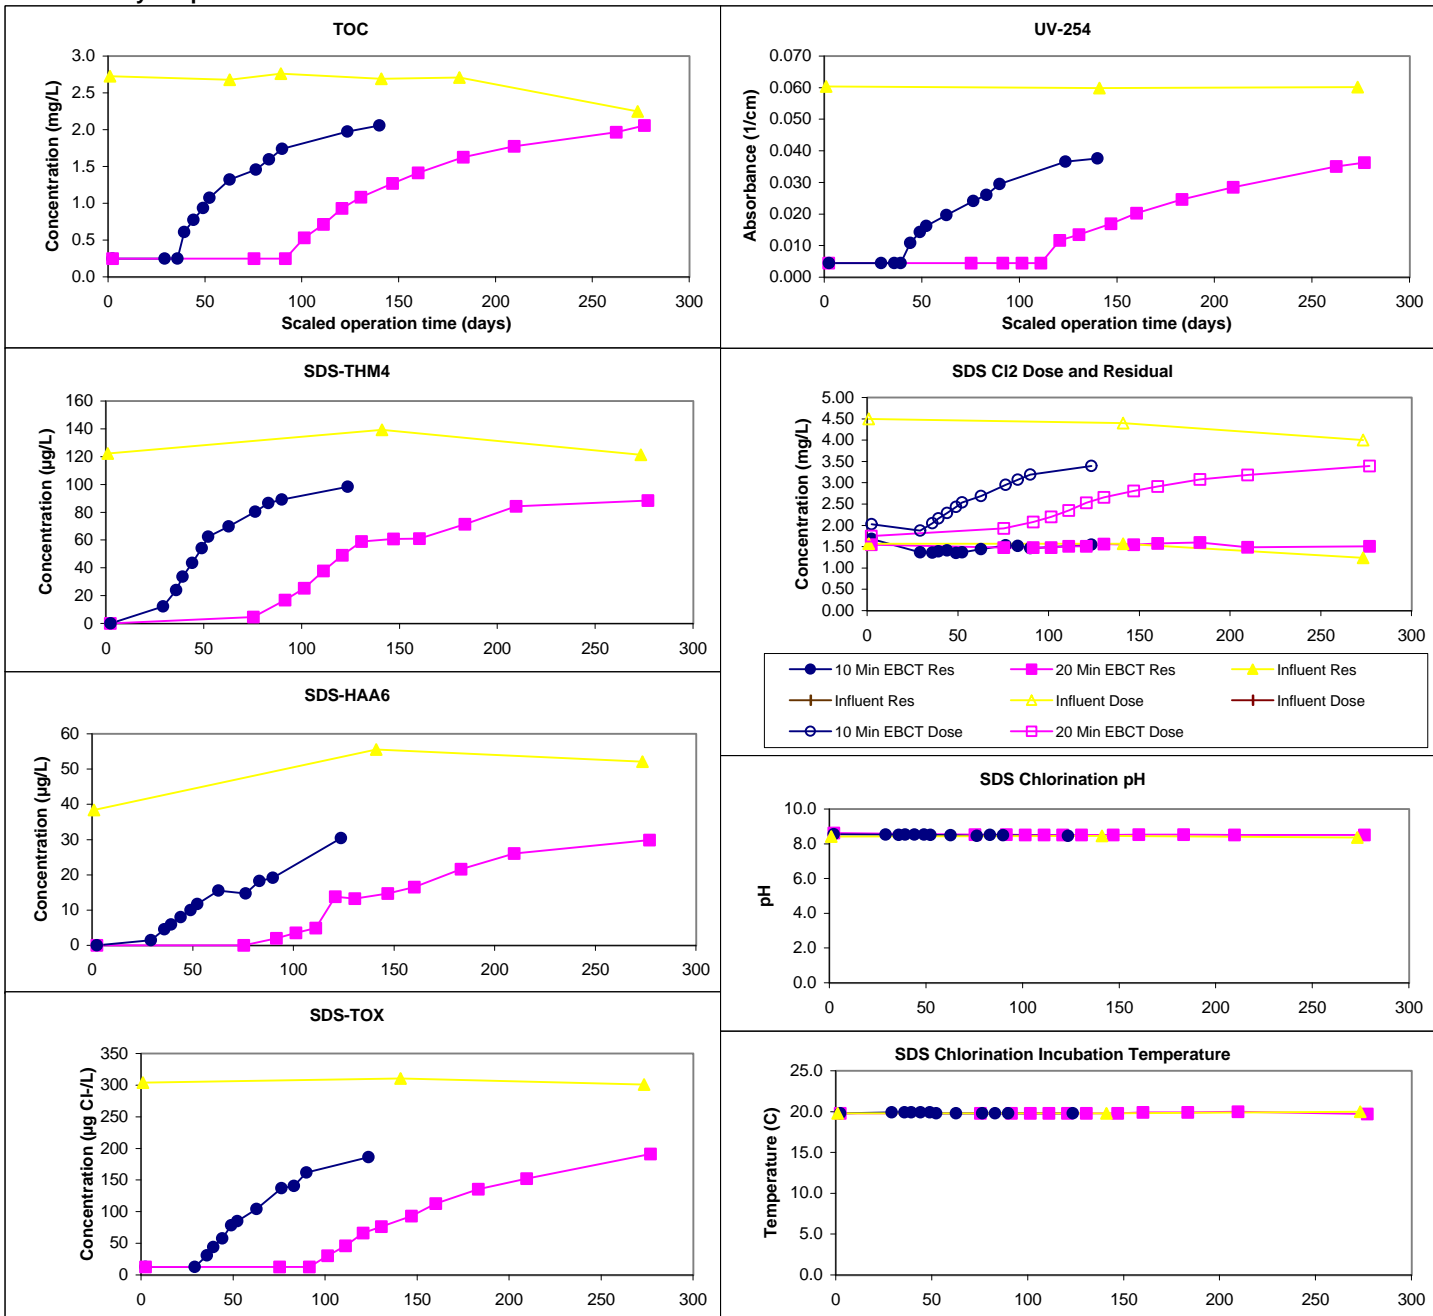 TOC
Concentration (mg/L)
3.0
2.5
2.0
1.5
1.0
0.5
0.0
0 50 100 150 200 250 300
Scaled operation time (days)
UV-254
Absorbance (1/cm)
0.070
0.060
0.050
0.040
0.030
0.020
0.010
0.000
0 50 100 150 200 250 300
Scaled operation time (days)
SDS-THM4
Concentration (µg/L)
160
140
120
100
80
60
40
20
0
0 50 100 150 200 250 300
SDS Cl2 Dose and Residual
Concentration (mg/L)
5.00
4.50
4.00
3.50
3.00
2.50
2.00
1.50
1.00
0.50
0.00
0 50 100 150 200 250 300
10 Min EBCT Res 20 Min EBCT Res Influent Res
Influent Res Influent Dose Influent Dose
10 Min EBCT Dose 20 Min EBCT Dose
SDS-HAA6
Concentration (µg/L)
60
50
40
30
20
10
0
0 50 100 150 200 250 300
SDS Chlorination pH
pH
10.0
8.0
6.0
4.0
2.0
0.0
0 50 100 150 200 250 300
SDS-TOX
Concentration (µg Cl-/L)
350
300
250
200
150
100
50
0
0 50 100 150 200 250 300
SDS Chlorination Incubation Temperature
Temperature (C)
25.0
20.0
15.0
10.0
5.0
0.0
0 50 100 150 200 250 300